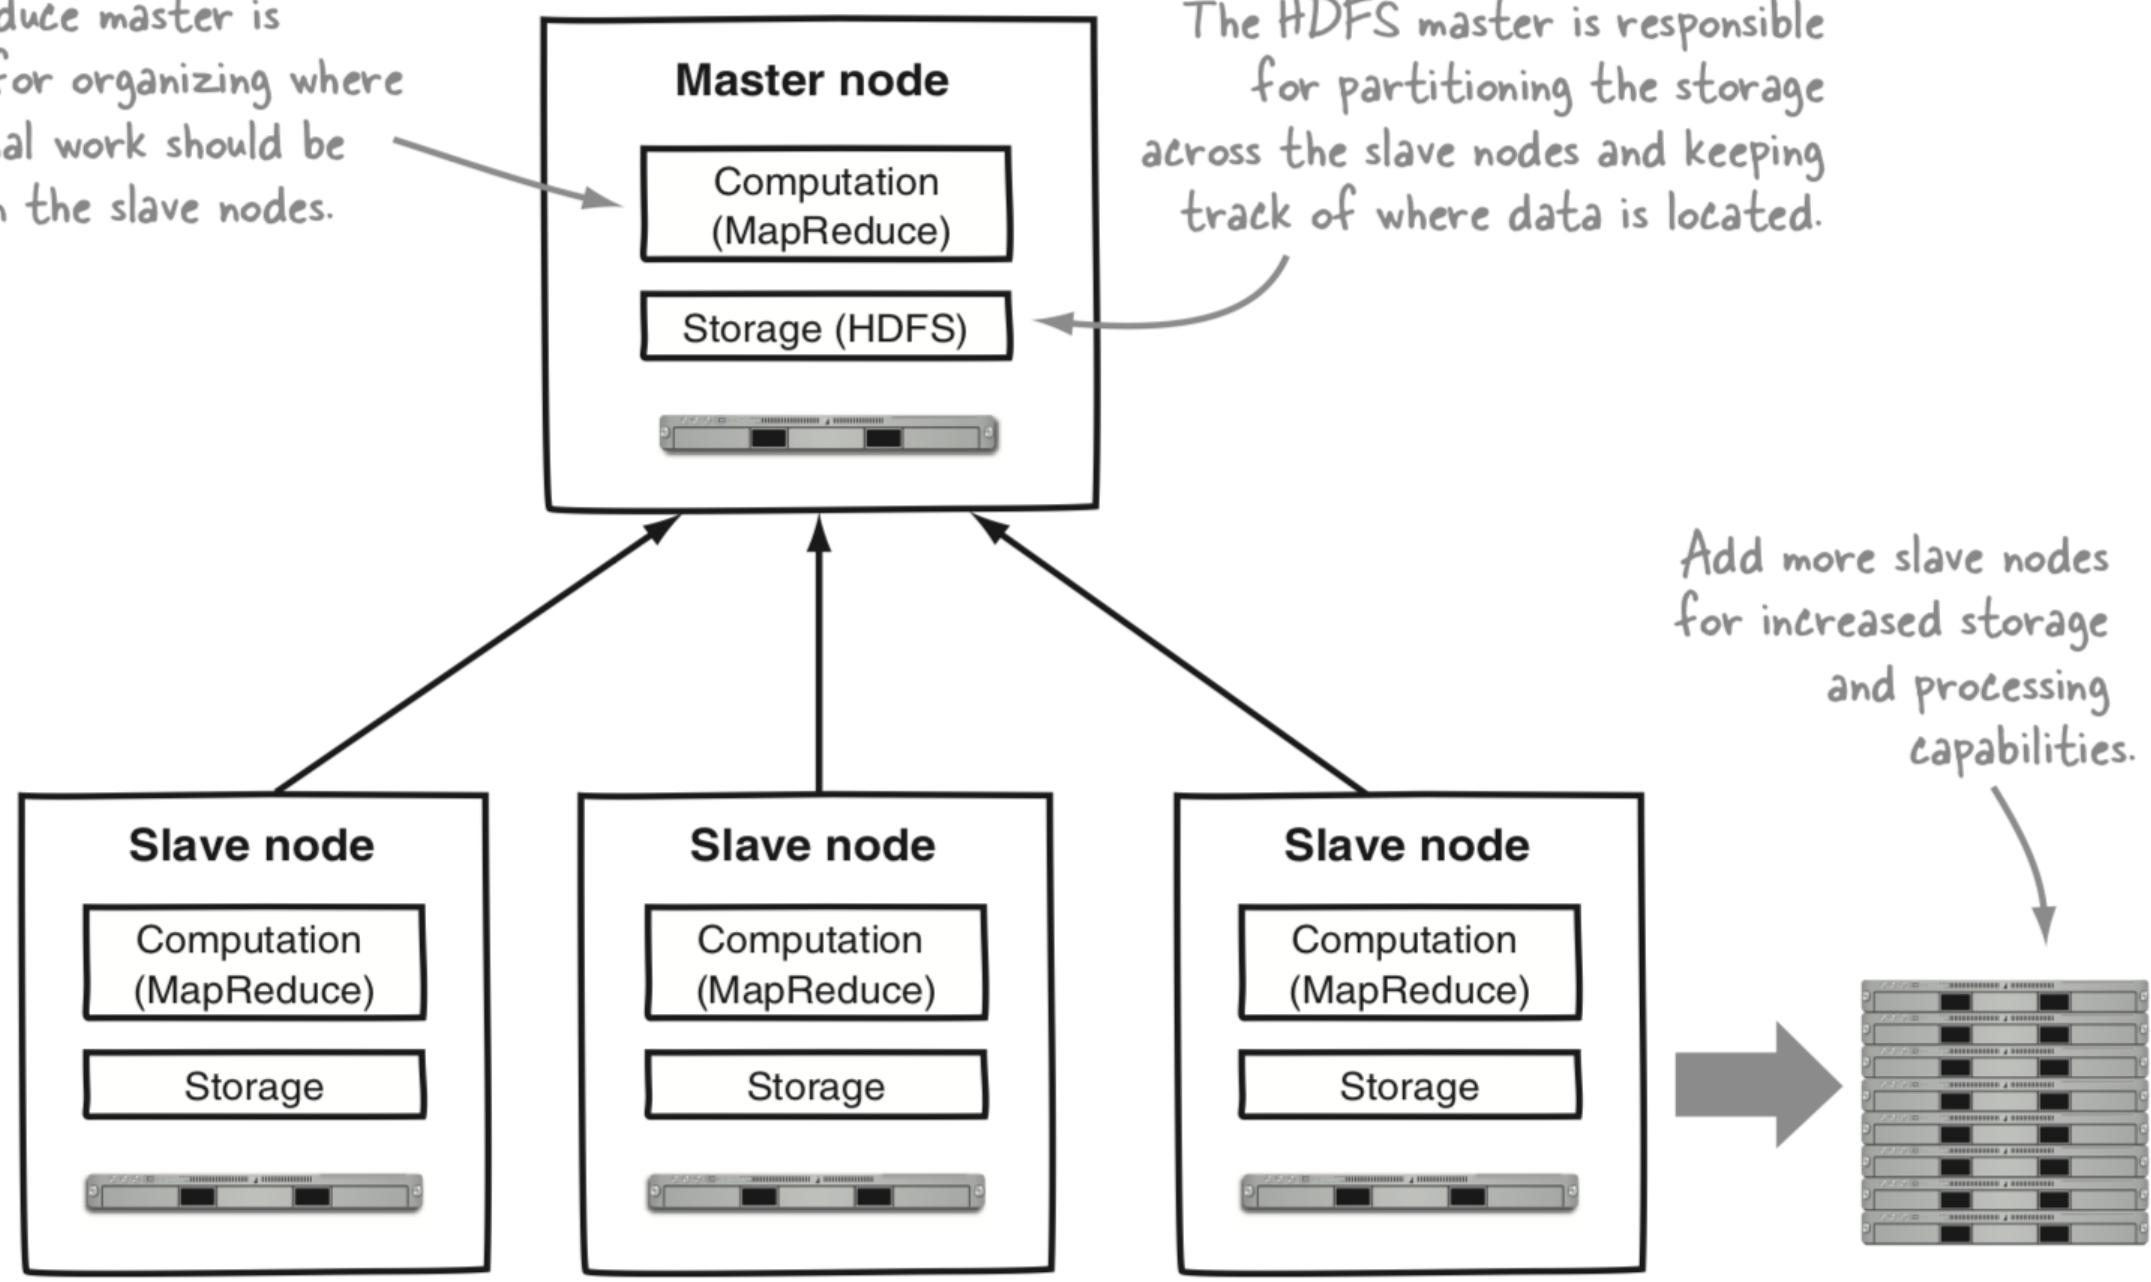 duce master is
for organizing where
al work should be
the slave nodes.
Master node
Computation
(MapReduce)
Storage (HDFS)
The HDFS master is responsible
for partitioning the storage
across the slave nodes and keeping
track of where data is located.
Add more slave nodes
for increased storage
and processing
capabilities.
Slave node
Computation
(MapReduce)
Storage
Slave node
Computation
(MapReduce)
Storage
Slave node
Computation
(MapReduce)
Storage